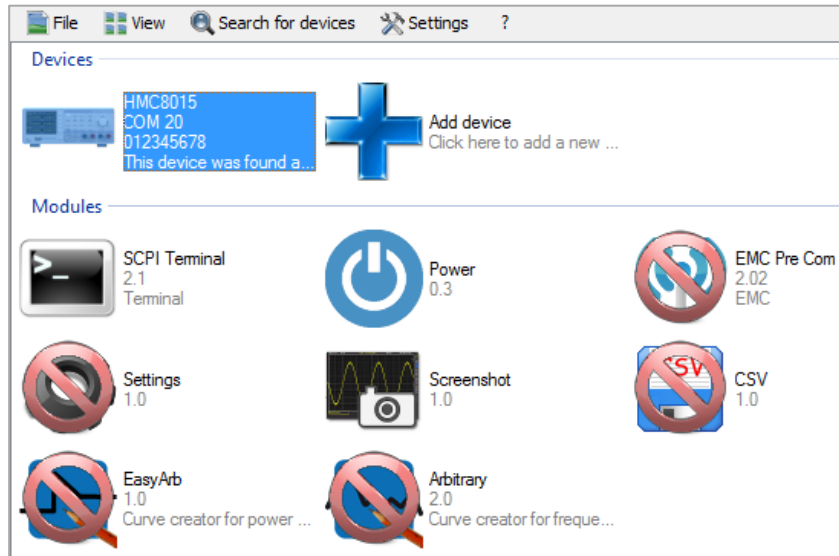 File View Search for devices Settings ?
Devices
HMC8015
COM 20
012345678
This device was found a...
Add device
Click here to add a new ...
Modules
>_
SCPI Terminal
2.1
Terminal
Power
0.3
EMC Pre Com
2.02
EMC
Settings
1.0
Screenshot
1.0
CSV
CSV
1.0
EasyArb
1.0
Curve creator for power ...
Arbitrary
2.0
Curve creator for freque...